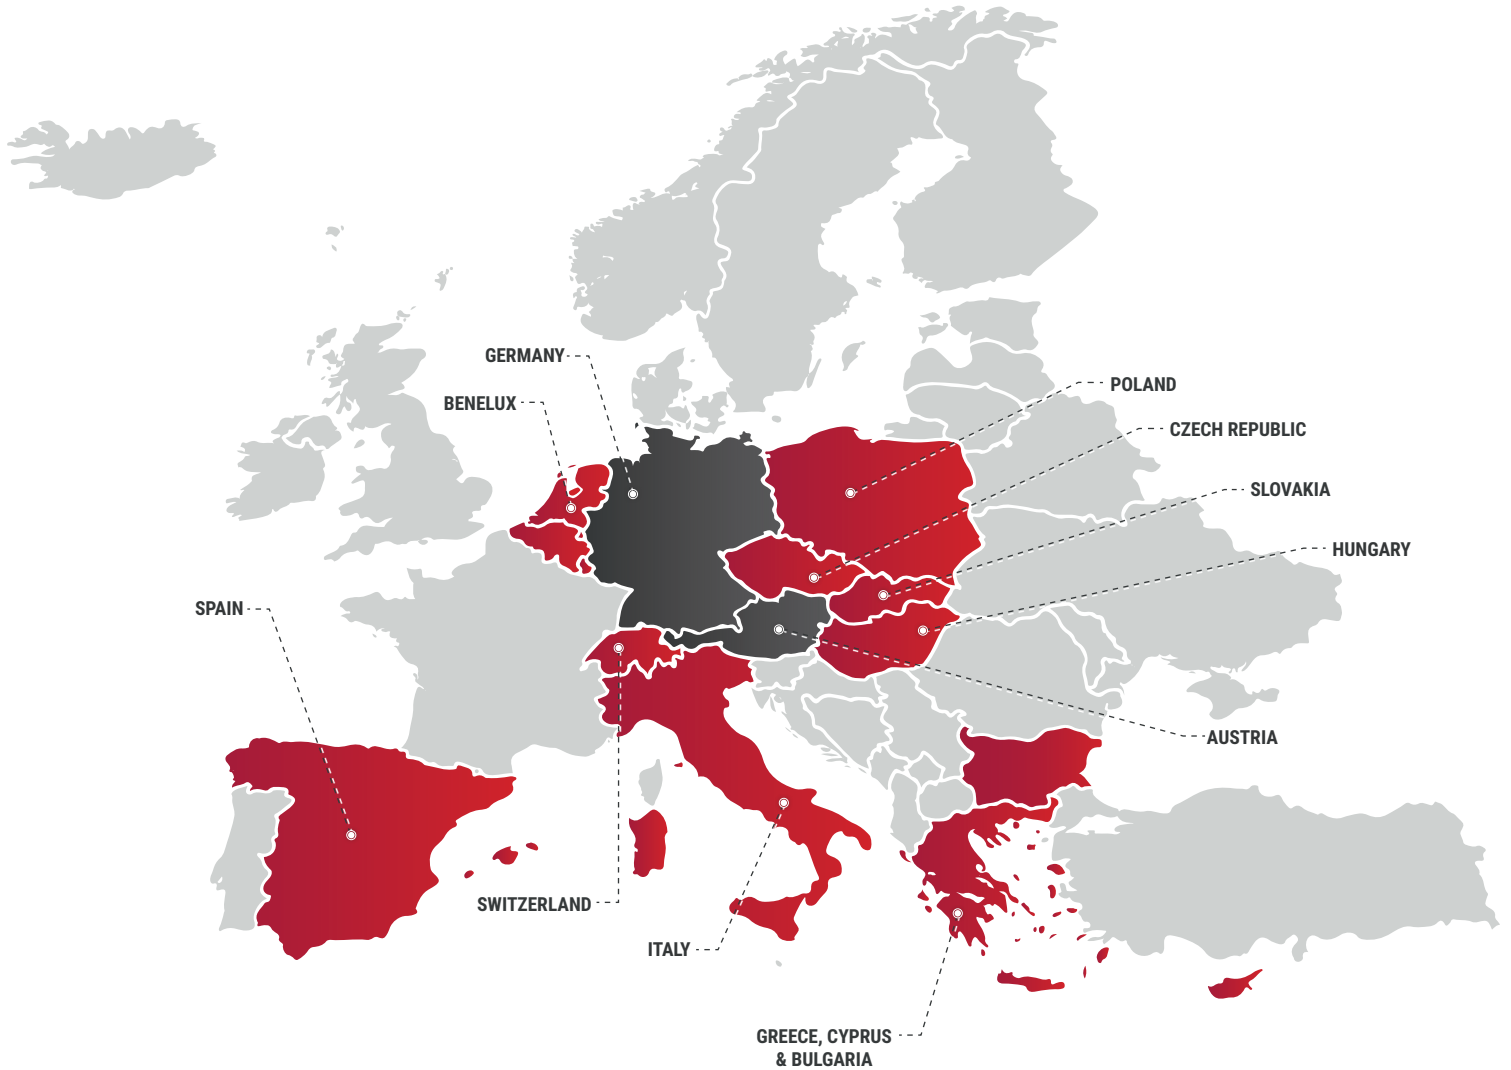 GERMANY
BENELUX
POLAND
CZECH REPUBLIC
SLOVAKIA
HUNGARY
SPAIN
AUSTRIA
SWITZERLAND
ITALY
GREECE, CYPRUS
& BULGARIA